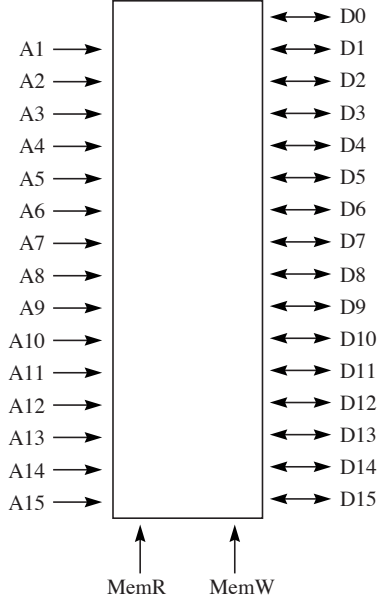 D0
A1 D1
A2 D2
A3 D3
A4 D4
A5 D5
A6 D6
A7 D7
A8 D8
A9 D9
A10 D10
A11 D11
A12 D12
A13 D13
A14 D14
A15 D15
MemR MemW